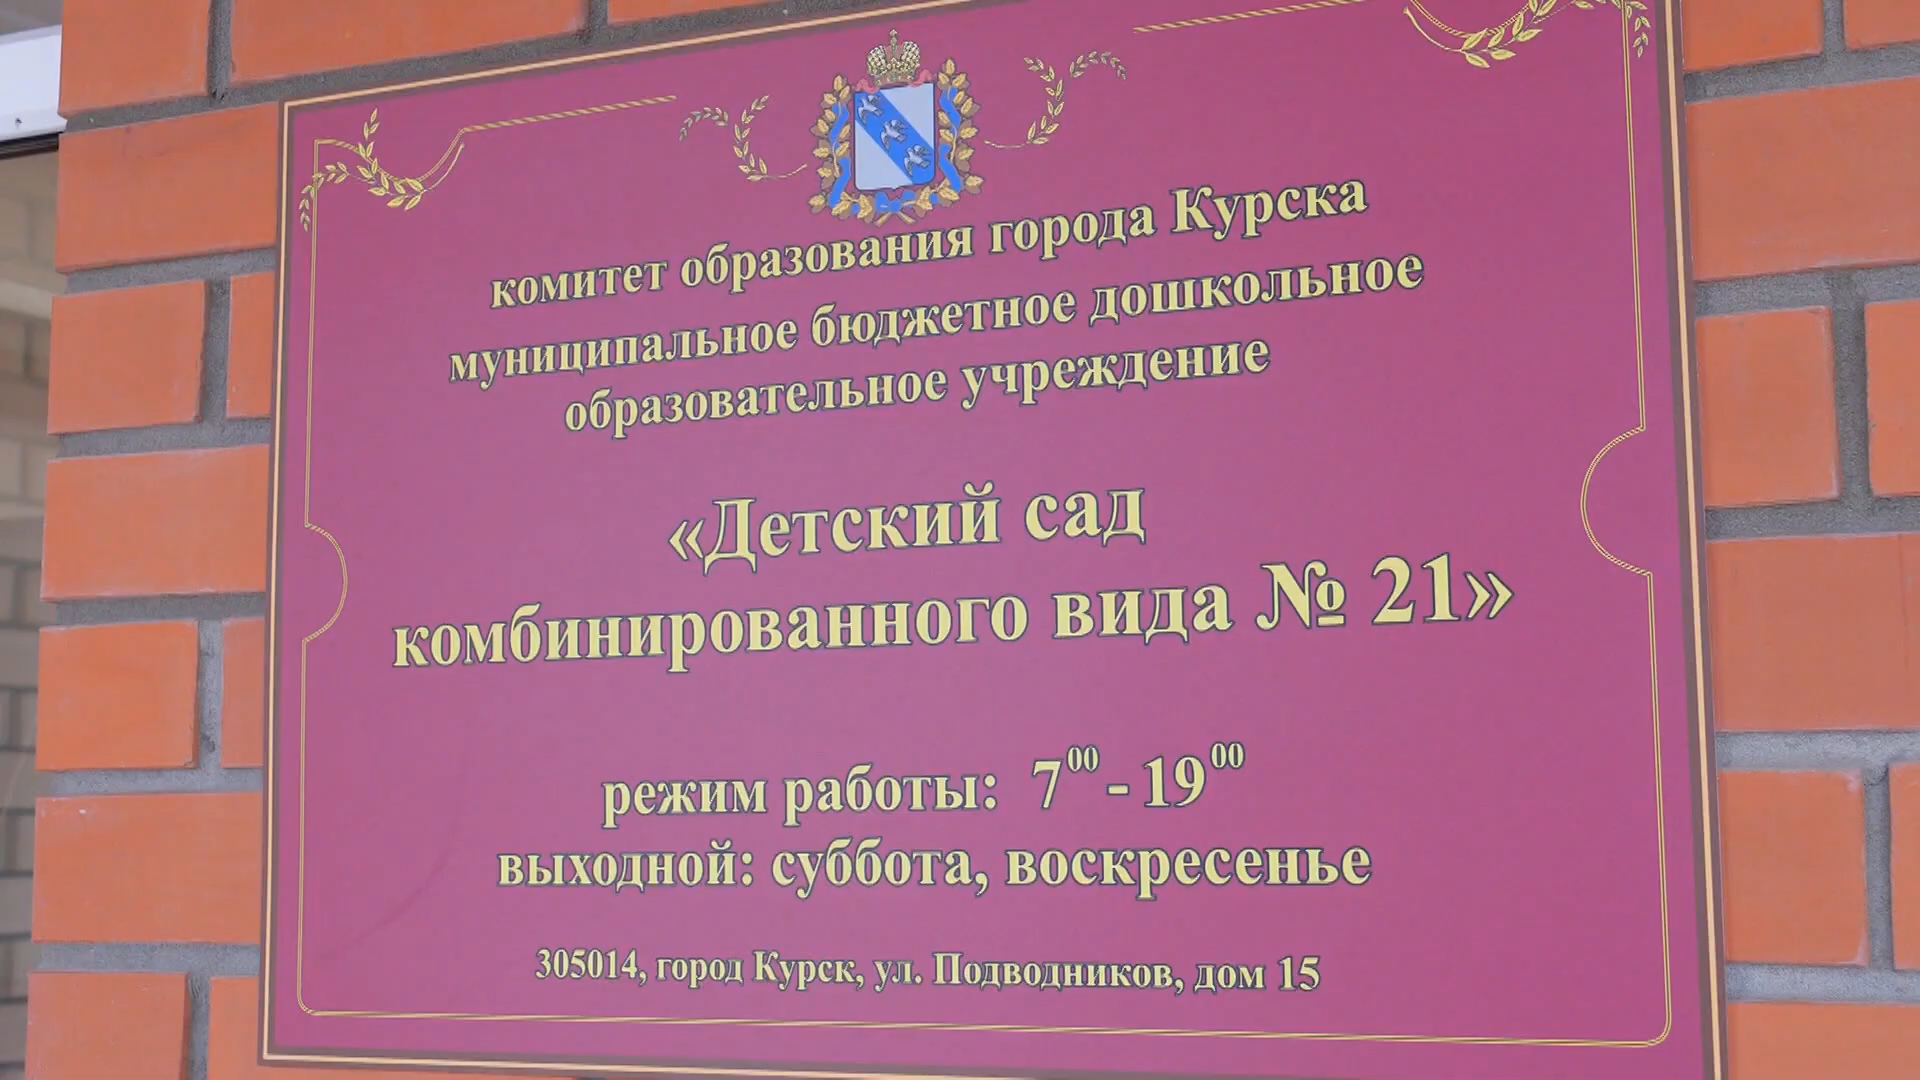 комитет образования города Курска
муниципальное бюджетное дошкольное
образовательное учреждение
«Детский сад
комбинированного вида № 21»
режим работы: 7⁰⁰-19⁰⁰
выходной: суббота, воскресенье
305014, город Курск, ул. Подводников, дом 15